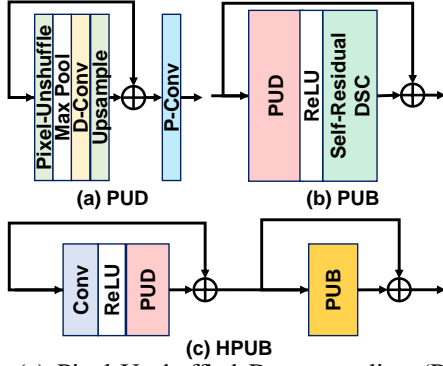 Pixel-Unshuffle
Max Pool
D-Conv
Upsample
P-Conv
(a) PUD
PUD
ReLU
Self-Residual
DSC
(b) PUB
Conv
ReLU
PUD
PUB
(c) HPUB